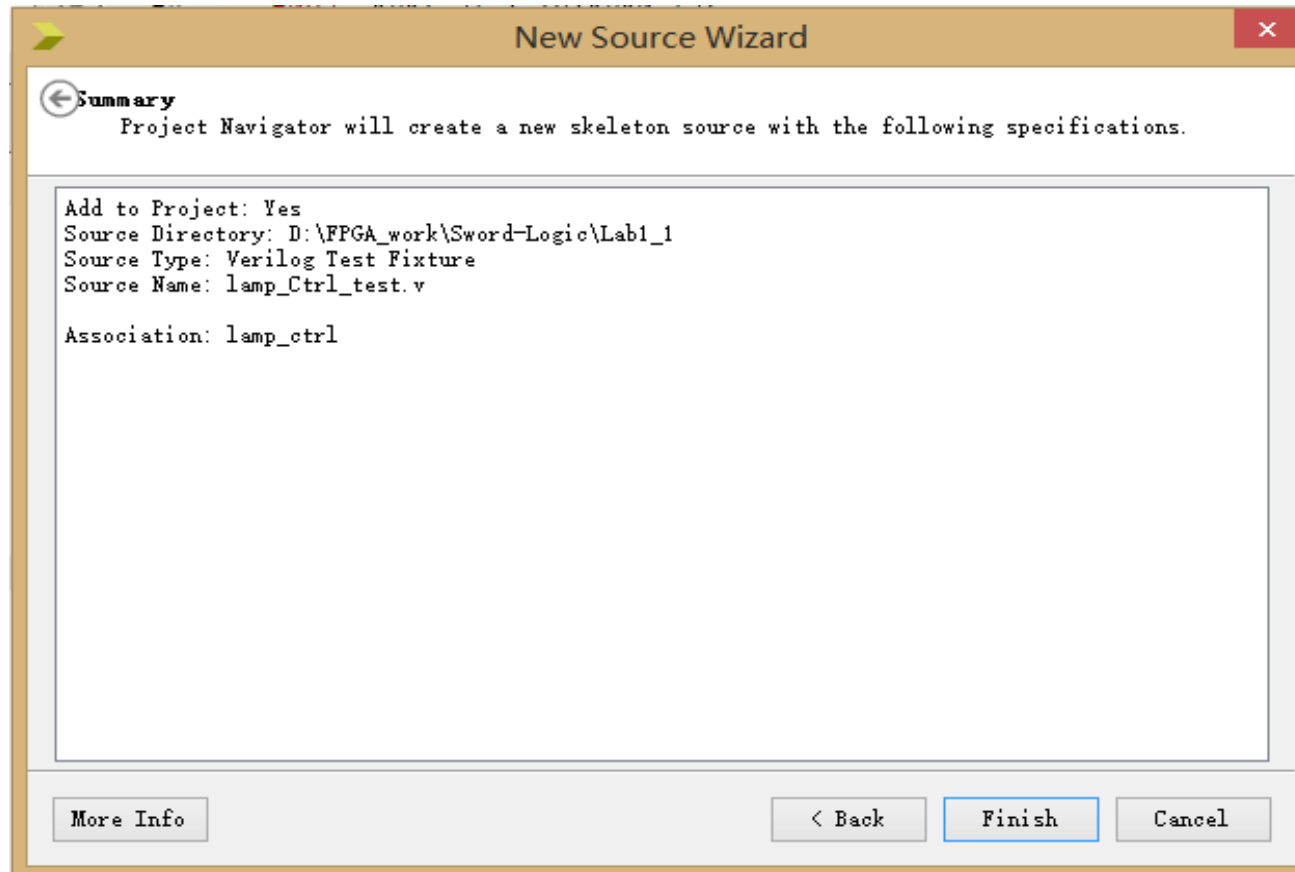 New Source Wizard
Summary
Project Navigator will create a new skeleton source with the following specifications.
Add to Project: Yes
Source Directory: D:\FPGA_work\Sword-Logic\Lab1_1
Source Type: Verilog Test Fixture
Source Name: lamp_Ctrl_test.v
Association: lamp_ctrl
More Info
< Back
Finish
Cancel